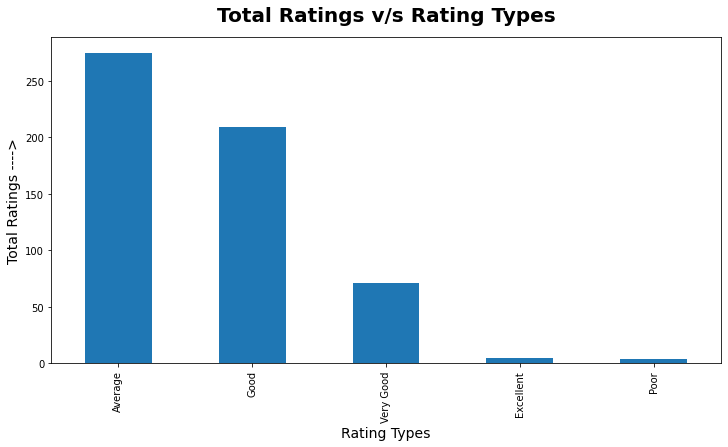 Total Ratings v/s Rating Types
Total Ratings ---->
250
200
150
100
50
0
Average
Good
Very Good
Excellent
Poor
Rating Types